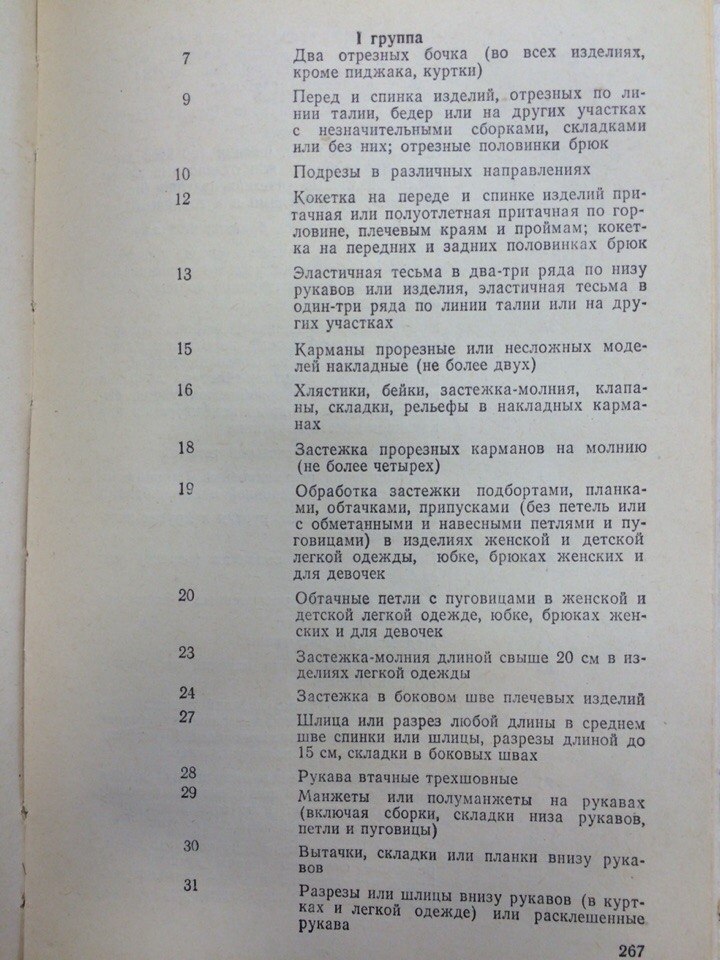 I группа
7 Два отрезных бочка (во всех изделиях,
кроме пиджака, куртки)
9 Перед и спинка изделий, отрезных по ли-
нии талии, бедер или на других участках
с незначительными сборками, складками
или без них; отрезные половинки брюк
10 Подрезы в различных направлениях
12 Кокетка на переде и спинке изделий при-
тачная или полуотлетная притачная по гор-
ловине, плечевым краям и проймам; кокет-
ка на передних и задних половинках брюк
13 Эластичная тесьма в два-три ряда по низу
рукавов или изделия, эластичная тесьма в
один-три ряда по линии талии или на дру-
гих участках
15 Карманы прорезные или несложных моде-
лей накладные (не более двух)
16 Хлястики, бейки, застежка-молния, клапа-
ны, складки, рельефы в накладных карма-
нах
18 Застежка прорезных карманов на молнию
(не более четырех)
19 Обработка застежки подбортами, планка-
ми, обтачками, припусками (без петель или
с обметанными и навесными петлями и пу-
говицами) в изделиях женской и детской
легкой одежды, юбке, брюках женских и
для девочек
20 Обтачные петли с пуговицами в женской и
детской легкой одежде, юбке, брюках жен-
ских и для девочек
23 Застежка-молния длиной свыше 20 см в из-
делиях легкой одежды
24 Застежка в боковом шве плечевых изделий
27 Шлица или разрез любой длины в среднем
шве спинки или шлицы, разрезы длиной до
15 см, складки в боковых швах
28 Рукава втачные трехшовные
29 Манжеты или полуманжеты на рукавах
(включая сборки, складки низа рукавов,
петли и пуговицы)
30 Вытачки, складки или планки внизу рука-
вов
31 Разрезы или шлицы внизу рукавов (в курт-
ках и легкой одежде) или расклешенные
рукава
267